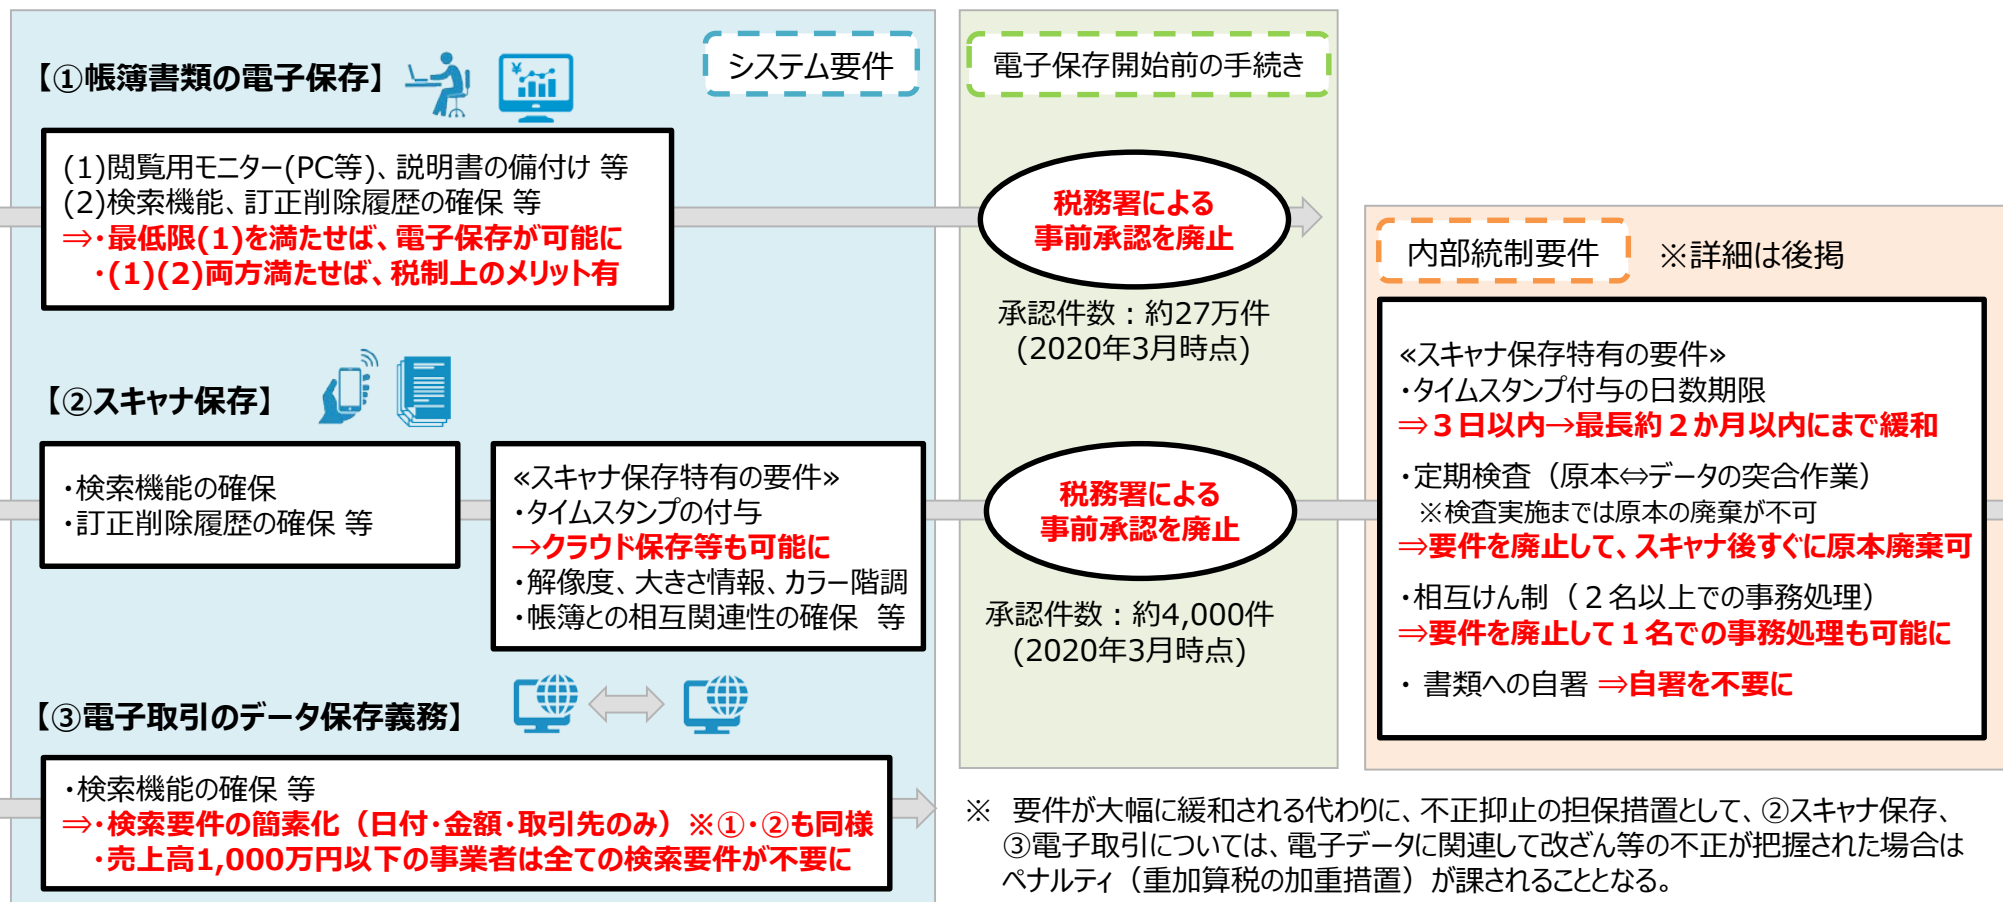 システム要件
電子保存開始前の手続き
【①帳簿書類の電子保存】
(1)閲覧用モニター(PC等)、説明書の備付け 等
(2)検索機能、訂正削除履歴の確保 等
⇒・最低限(1)を満たせば、電子保存が可能に
・(1)(2)両方満たせば、税制上のメリット有
税務署による
事前承認を廃止
承認件数：約27万件
(2020年3月時点)
内部統制要件
※詳細は後掲
【②スキャナ保存】
・検索機能の確保
・訂正削除履歴の確保 等
≪スキャナ保存特有の要件≫
・タイムスタンプの付与
→クラウド保存等も可能に
・解像度、大きさ情報、カラー階調
・帳簿との相互関連性の確保 等
税務署による
事前承認を廃止
承認件数：約4,000件
(2020年3月時点)
≪スキャナ保存特有の要件≫
・タイムスタンプ付与の日数期限
⇒３日以内→最長約２か月以内にまで緩和
・定期検査（原本⇔データの突合作業）
※検査実施までは原本の廃棄が不可
⇒要件を廃止して、スキャナ後すぐに原本廃棄可
・相互けん制（２名以上での事務処理）
⇒要件を廃止して１名での事務処理も可能に
・ 書類への自署 ⇒自署を不要に
【③電子取引のデータ保存義務】
・検索機能の確保 等
⇒・検索要件の簡素化（日付・金額・取引先のみ）※①・②も同様
・売上高1,000万円以下の事業者は全ての検索要件が不要に
※ 要件が大幅に緩和される代わりに、不正抑止の担保措置として、②スキャナ保存、
③電子取引については、電子データに関連して改ざん等の不正が把握された場合は
ペナルティ（重加算税の加重措置）が課されることとなる。